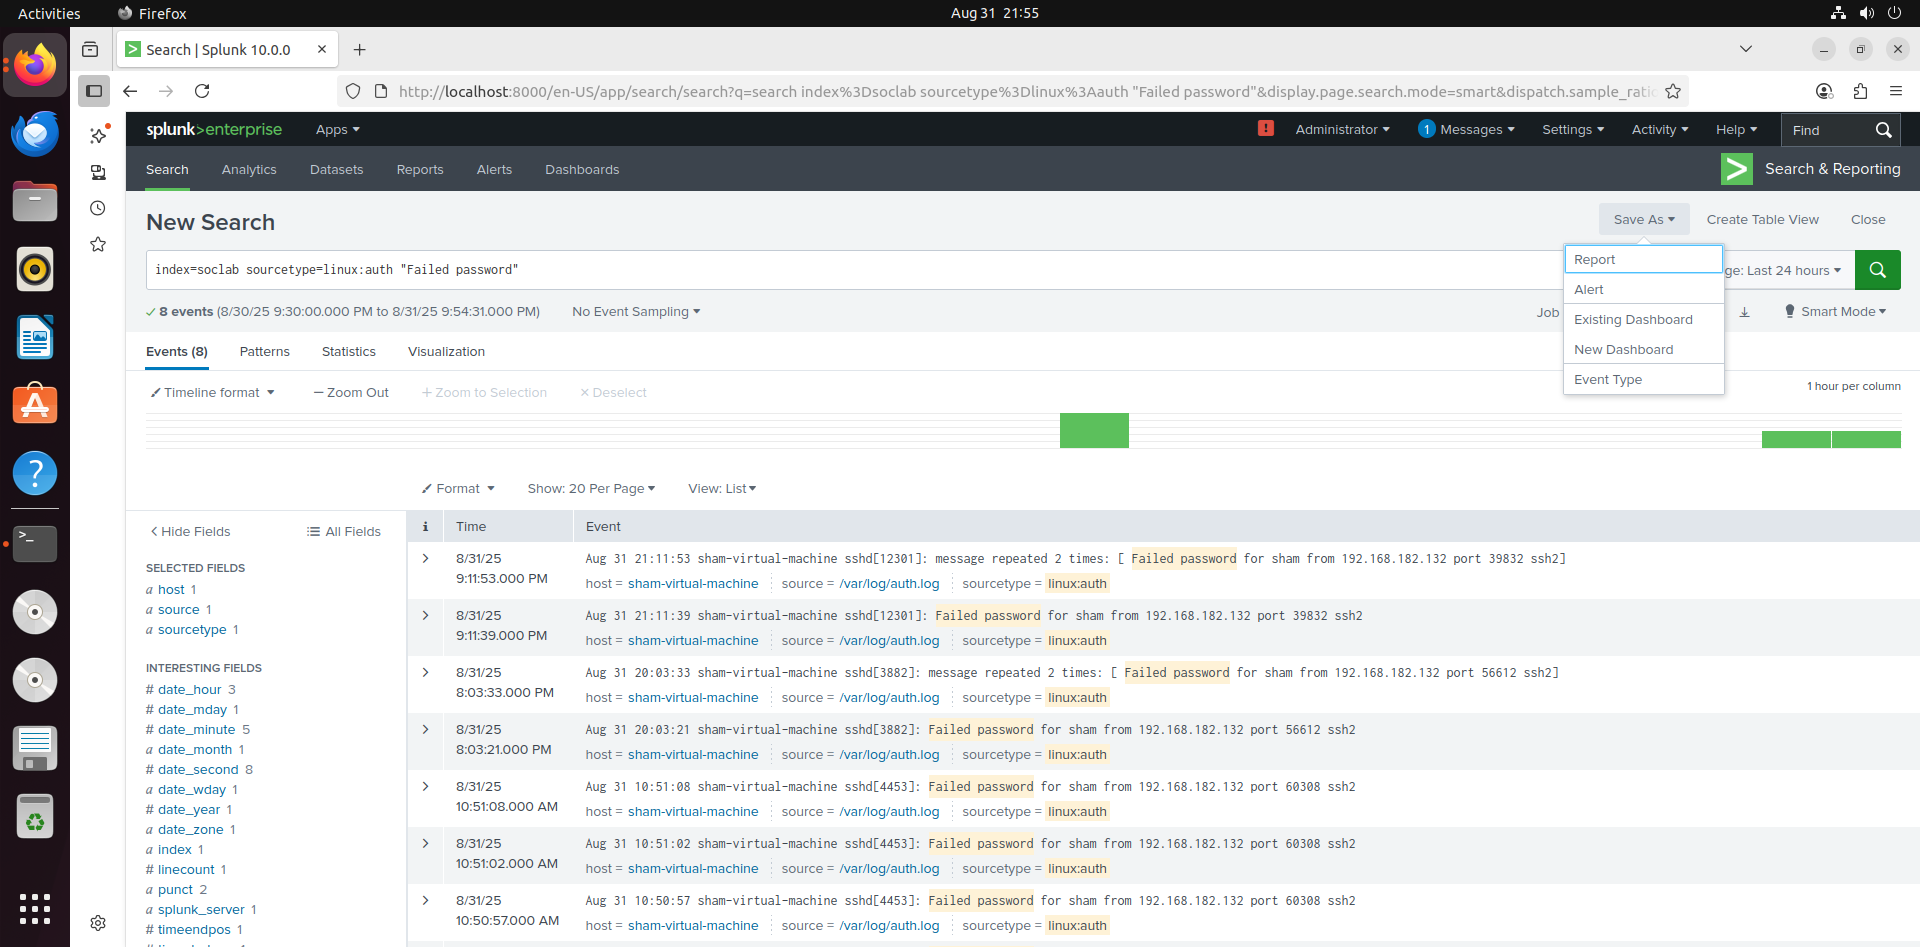 Activities Firefox Aug 31 21:55
Search | Splunk 10.0.0
http://localhost:8000/en-US/app/search/search?q=search index%3Dsoclab sourcetype%3Dlinux%3Aauth "Failed password"&display.page.search.mode=smart&dispatch.sample_ratio
splunk>enterprise Apps Administrator 1 Messages Settings Activity Help Find
Search Analytics Datasets Reports Alerts Dashboards Search & Reporting
New Search Save As Create Table View Close
index=soclab sourcetype=linux:auth "Failed password" ge: Last 24 hours
Report
Alert
Existing Dashboard
New Dashboard
Event Type
8 events (8/30/25 9:30:00.000 PM to 8/31/25 9:54:31.000 PM) No Event Sampling Job Smart Mode
Events (8) Patterns Statistics Visualization
Timeline format — Zoom Out + Zoom to Selection × Deselect 1 hour per column
Format Show: 20 Per Page View: List
Hide Fields All Fields
SELECTED FIELDS
a host 1
a source 1
a sourcetype 1
INTERESTING FIELDS
# date_hour 3
# date_mday 1
# date_minute 5
a date_month 1
# date_second 8
a date_wday 1
# date_year 1
a date_zone 1
a index 1
# linecount 1
a punct 2
a splunk_server 1
# timeendpos 1
i Time Event
8/31/25 9:11:53.000 PM Aug 31 21:11:53 sham-virtual-machine sshd[12301]: message repeated 2 times: [ Failed password for sham from 192.168.182.132 port 39832 ssh2]
host = sham-virtual-machine source = /var/log/auth.log sourcetype = linux:auth
8/31/25 9:11:39.000 PM Aug 31 21:11:39 sham-virtual-machine sshd[12301]: Failed password for sham from 192.168.182.132 port 39832 ssh2
host = sham-virtual-machine source = /var/log/auth.log sourcetype = linux:auth
8/31/25 8:03:33.000 PM Aug 31 20:03:33 sham-virtual-machine sshd[3882]: message repeated 2 times: [ Failed password for sham from 192.168.182.132 port 56612 ssh2]
host = sham-virtual-machine source = /var/log/auth.log sourcetype = linux:auth
8/31/25 8:03:21.000 PM Aug 31 20:03:21 sham-virtual-machine sshd[3882]: Failed password for sham from 192.168.182.132 port 56612 ssh2
host = sham-virtual-machine source = /var/log/auth.log sourcetype = linux:auth
8/31/25 10:51:08.000 AM Aug 31 10:51:08 sham-virtual-machine sshd[4453]: Failed password for sham from 192.168.182.132 port 60308 ssh2
host = sham-virtual-machine source = /var/log/auth.log sourcetype = linux:auth
8/31/25 10:51:02.000 AM Aug 31 10:51:02 sham-virtual-machine sshd[4453]: Failed password for sham from 192.168.182.132 port 60308 ssh2
host = sham-virtual-machine source = /var/log/auth.log sourcetype = linux:auth
8/31/25 10:50:57.000 AM Aug 31 10:50:57 sham-virtual-machine sshd[4453]: Failed password for sham from 192.168.182.132 port 60308 ssh2
host = sham-virtual-machine source = /var/log/auth.log sourcetype = linux:auth